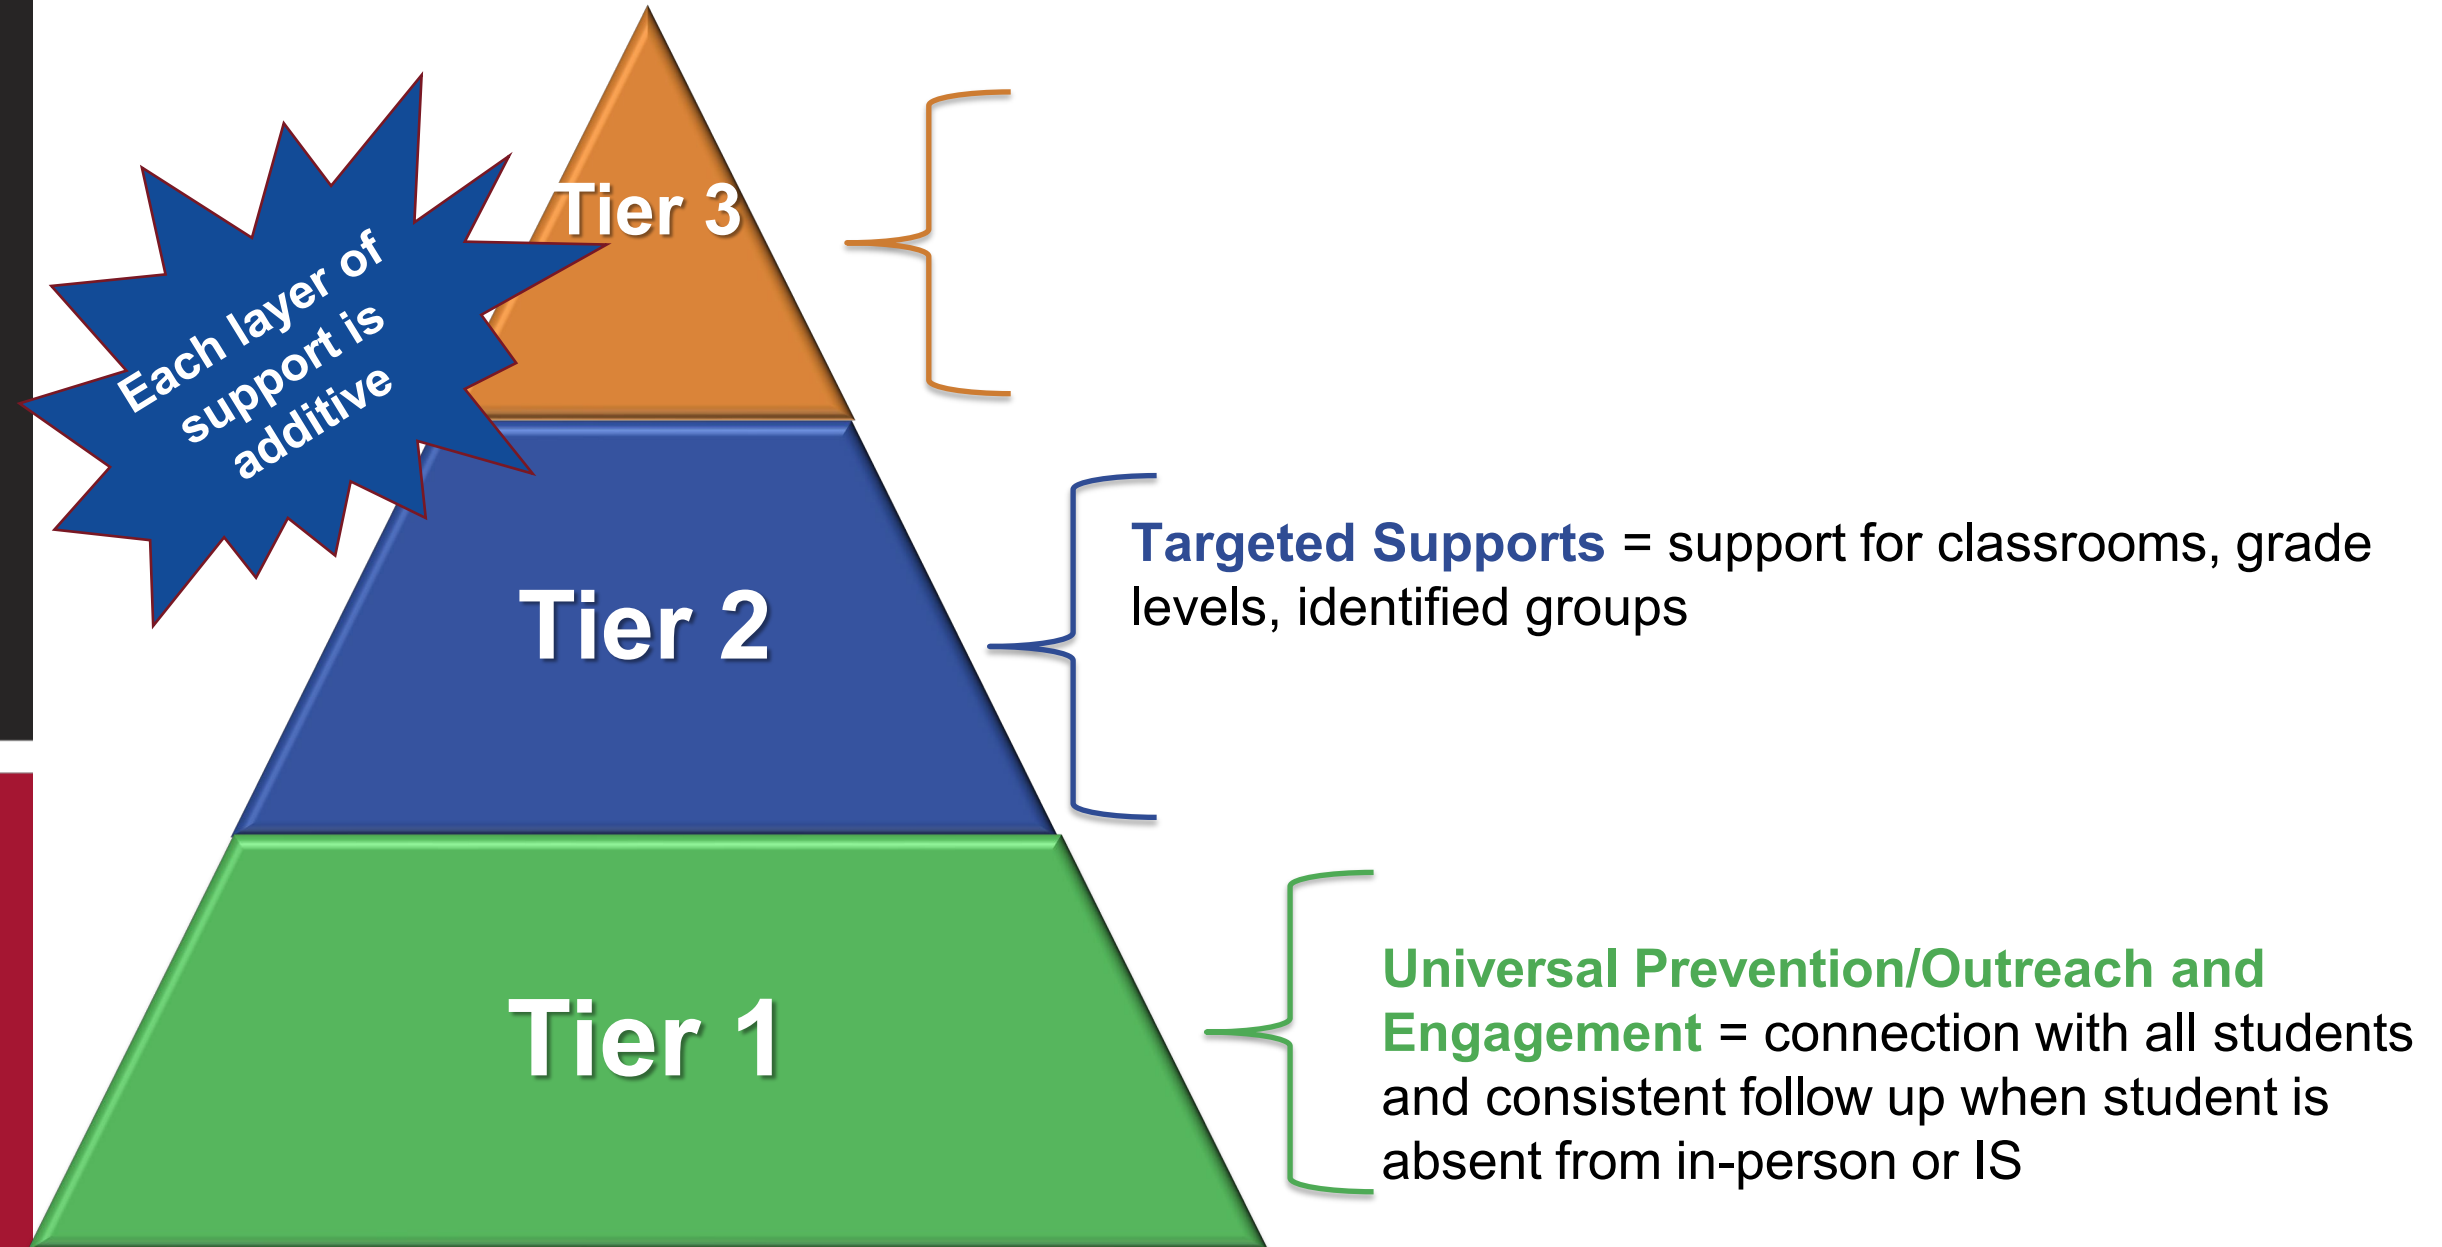 Tier 3
Each layer of
support is
additive
Targeted Supports = support for classrooms, grade
levels, identified groups
Tier 2
Universal Prevention/Outreach and
Engagement = connection with all students
and consistent follow up when student is
absent from in-person or IS
Tier 1